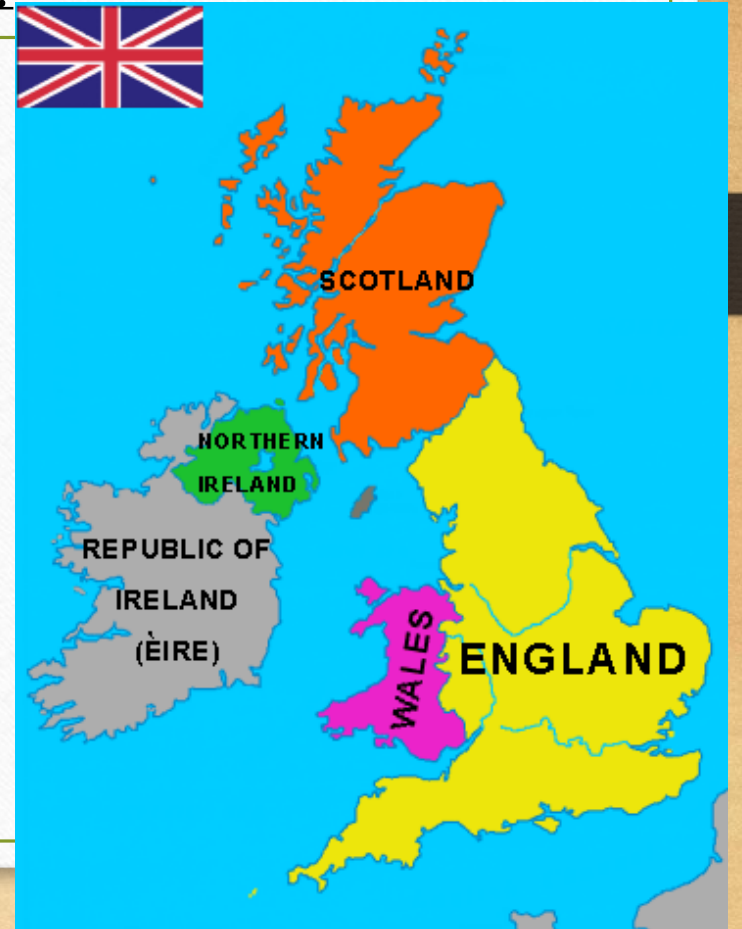 SCOTLAND
NORTHERN
IRELAND
REPUBLIC OF
IRELAND
(ÈIRE)
WALES
ENGLAND